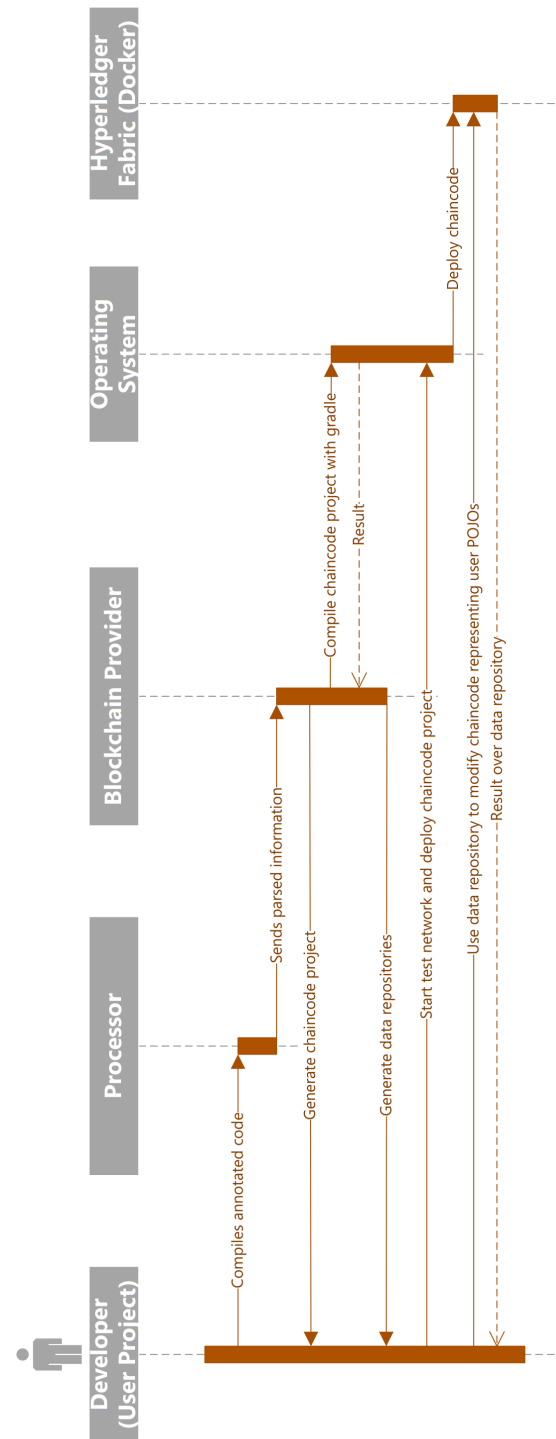 Developer
(User Project)
Processor
Blockchain Provider
Operating
System
Hyperledger
Fabric (Docker)
Compiles annotated code
Sends parsed information
Generate chaincode project
Compile chaincode project with gradle
Result
Generate data repositories
Start test network and deploy chaincode project
Deploy chaincode
Use data repository to modify chaincode representing user POJOs
Result over data repository